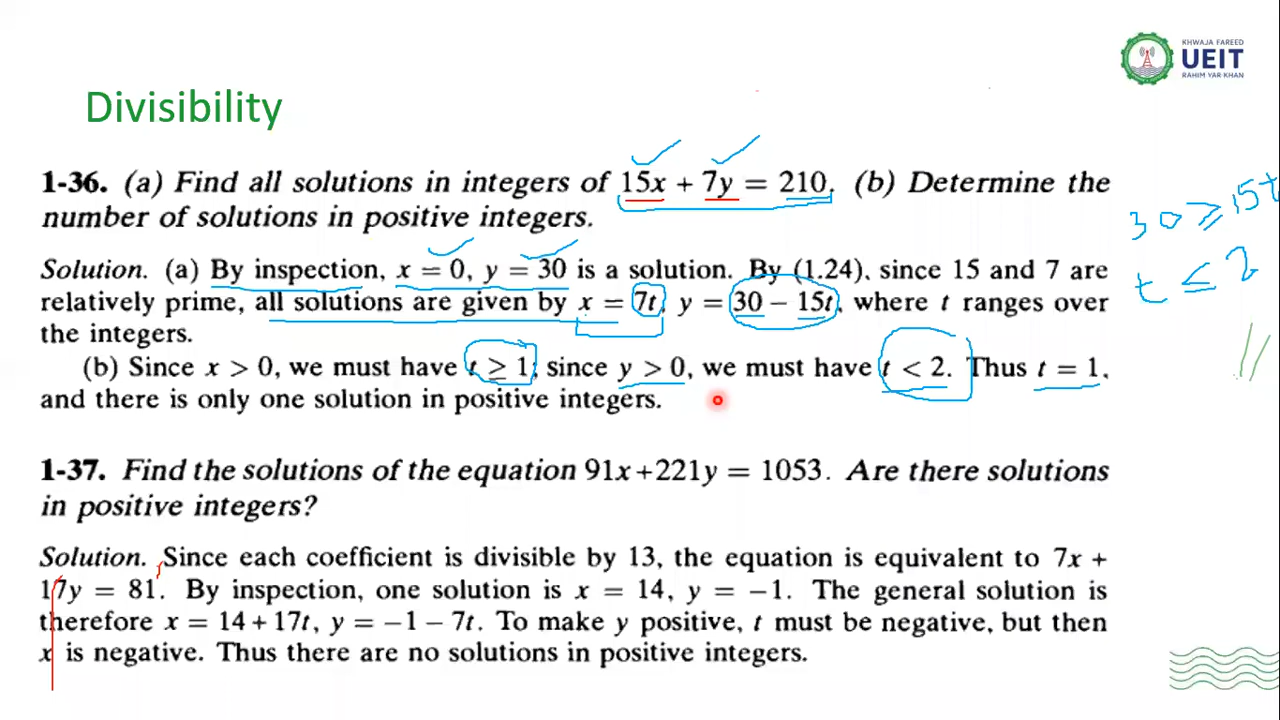 KHWAJA FAREED
UEIT
RAHIM YAR KHAN
Divisibility
1-36. (a) Find all solutions in integers of 15x + 7y = 210. (b) Determine the
number of solutions in positive integers.
Solution. (a) By inspection, x = 0, y = 30 is a solution. By (1.24), since 15 and 7 are
relatively prime, all solutions are given by x = 7t, y = 30 − 15t, where t ranges over
the integers.
(b) Since x > 0, we must have t ≥ 1; since y > 0, we must have t < 2. Thus t = 1,
and there is only one solution in positive integers.
30 ≥ 15t
t ≤ 2
1-37. Find the solutions of the equation 91x+221y = 1053. Are there solutions
in positive integers?
Solution. Since each coefficient is divisible by 13, the equation is equivalent to 7x +
17y = 81. By inspection, one solution is x = 14, y = −1. The general solution is
therefore x = 14 + 17t, y = −1 − 7t. To make y positive, t must be negative, but then
x is negative. Thus there are no solutions in positive integers.